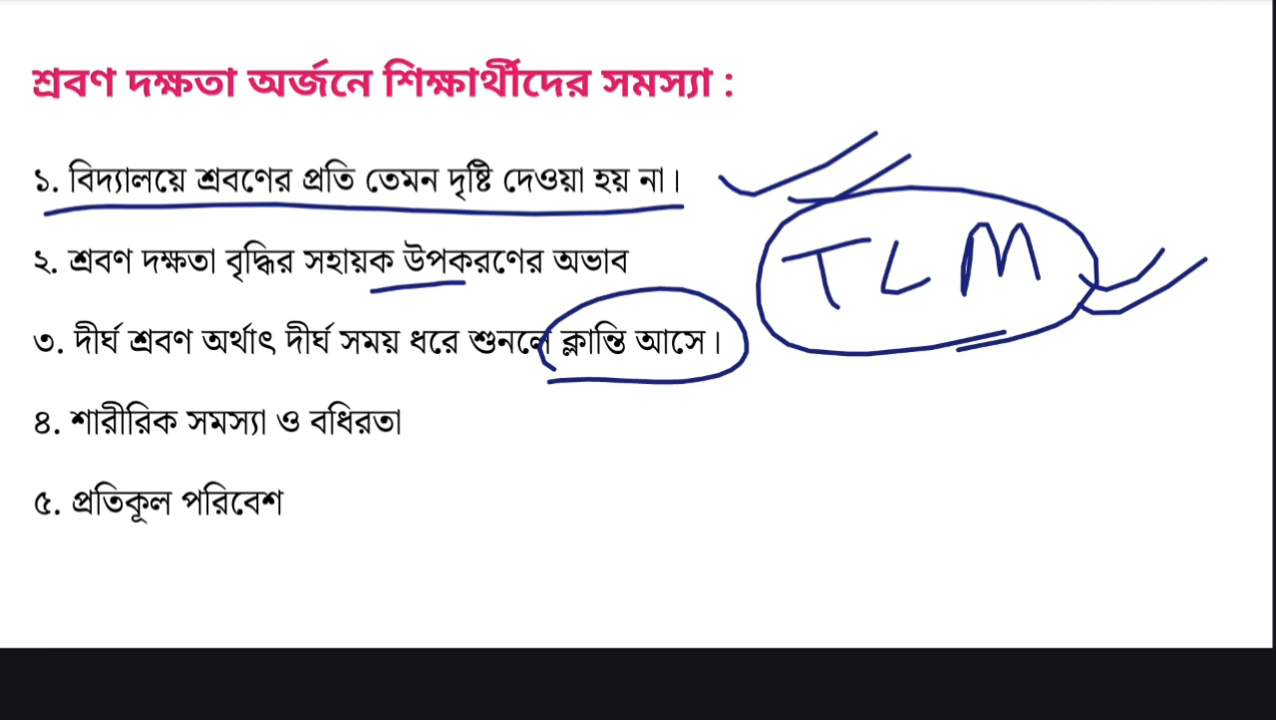 শ্রবণ দক্ষতা অর্জনে শিক্ষার্থীদের সমস্যা :
১. বিদ্যালয়ে শ্রবণের প্রতি তেমন দৃষ্টি দেওয়া হয় না।
২. শ্রবণ দক্ষতা বৃদ্ধির সহায়ক উপকরণের অভাব
TLM
৩. দীর্ঘ শ্রবণ অর্থাৎ দীর্ঘ সময় ধরে শুনলে ক্লান্তি আসে।
৪. শারীরিক সমস্যা ও বধিরতা
৫. প্রতিকূল পরিবেশ